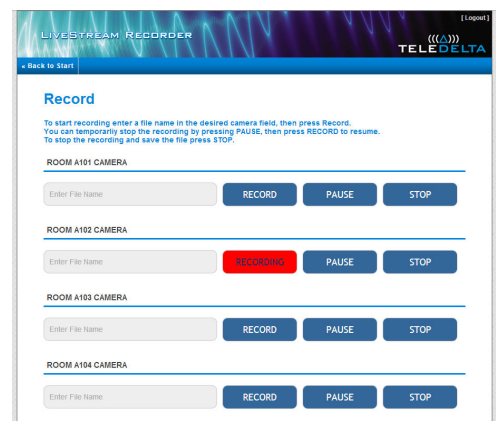 [ Logout ]
LIVESTREAM RECORDER
(((△)))
TELEDELTA
« Back to Start
Record
To start recording enter a file name in the desired camera field, then press Record.
You can temporarliy stop the recording by pressing PAUSE, then press RECORD to resume.
To stop the recording and save the file press STOP.
ROOM A101 CAMERA
Enter File Name RECORD PAUSE STOP
ROOM A102 CAMERA
Enter File Name RECORDING PAUSE STOP
ROOM A103 CAMERA
Enter File Name RECORD PAUSE STOP
ROOM A104 CAMERA
Enter File Name RECORD PAUSE STOP